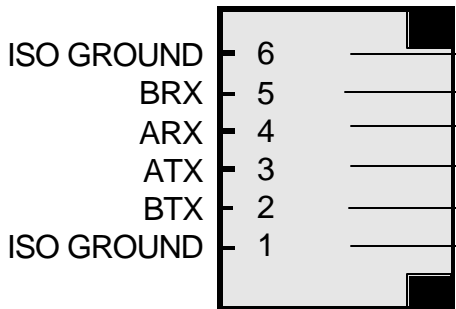 ISO GROUND 6
BRX 5
ARX 4
ATX 3
BTX 2
ISO GROUND 1